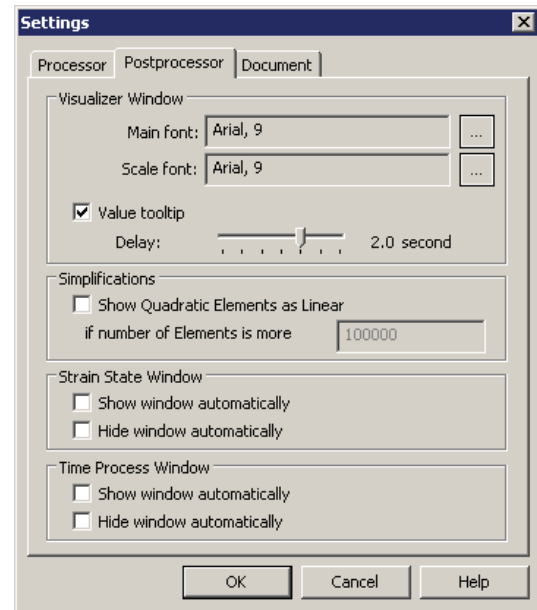 Settings
Processor Postprocessor Document
Visualizer Window
Main font: Arial, 9 ...
Scale font: Arial, 9 ...
Value tooltip
Delay: 2.0 second
Simplifications
Show Quadratic Elements as Linear
if number of Elements is more 100000
Strain State Window
Show window automatically
Hide window automatically
Time Process Window
Show window automatically
Hide window automatically
OK Cancel Help